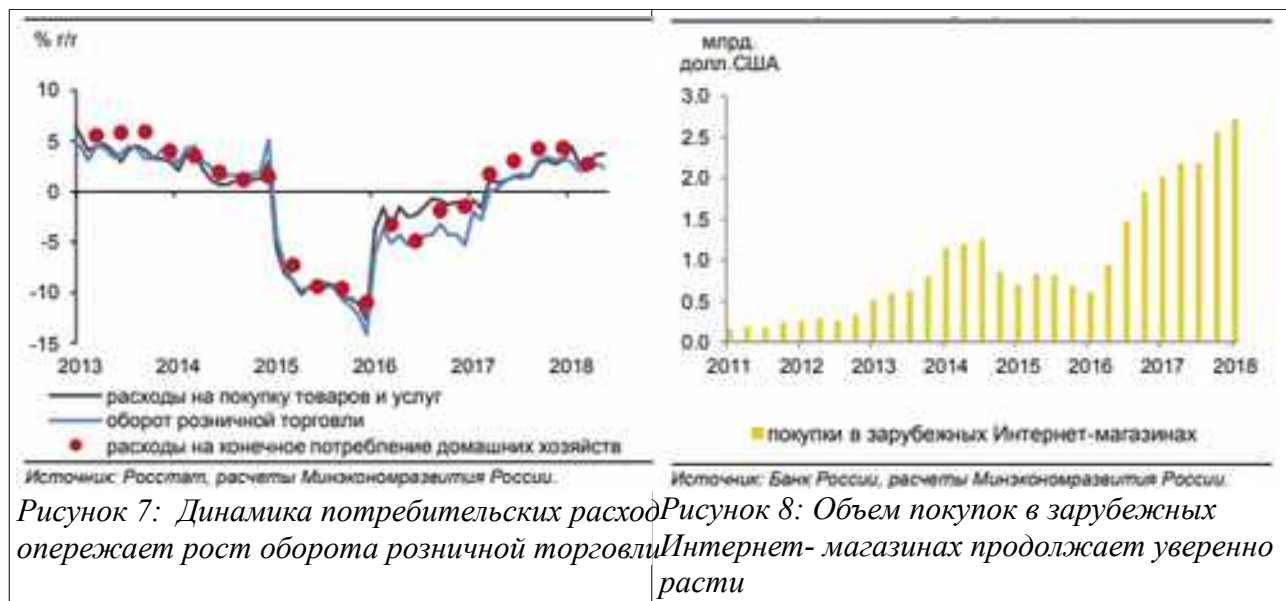 % г/г
10
5
0
-5
-10
-15
2013 2014 2015 2016 2017 2018
расходы на покупку товаров и услуг
оборот розничной торговли
расходы на конечное потребление домашних хозяйств
Источник: Росстат, расчеты Минэкономразвития России.
Рисунок 7: Динамика потребительских расход
опережает рост оборота розничной торговли
млрд.
долл.США
3.0
2.5
2.0
1.5
1.0
0.5
0.0
2011 2012 2013 2014 2015 2016 2017 2018
покупки в зарубежных Интернет-магазинах
Источник: Банк России, расчеты Минэкономразвития России.
Рисунок 8: Объем покупок в зарубежных
Интернет- магазинах продолжает уверенно
расти